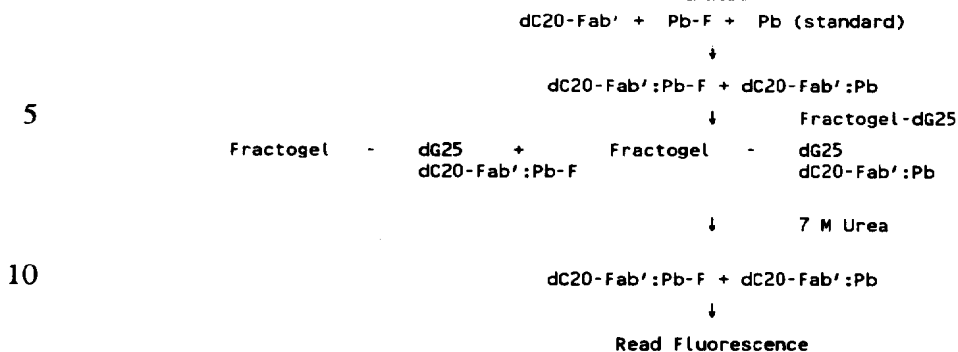 dC20-Fab' + Pb-F + Pb (standard)
↓
dC20-Fab':Pb-F + dC20-Fab':Pb
5
↓ Fractogel-dG25
Fractogel - dG25 + Fractogel - dG25
dC20-Fab':Pb-F dC20-Fab':Pb
↓ 7 M Urea
10 dC20-Fab':Pb-F + dC20-Fab':Pb
↓
Read Fluorescence